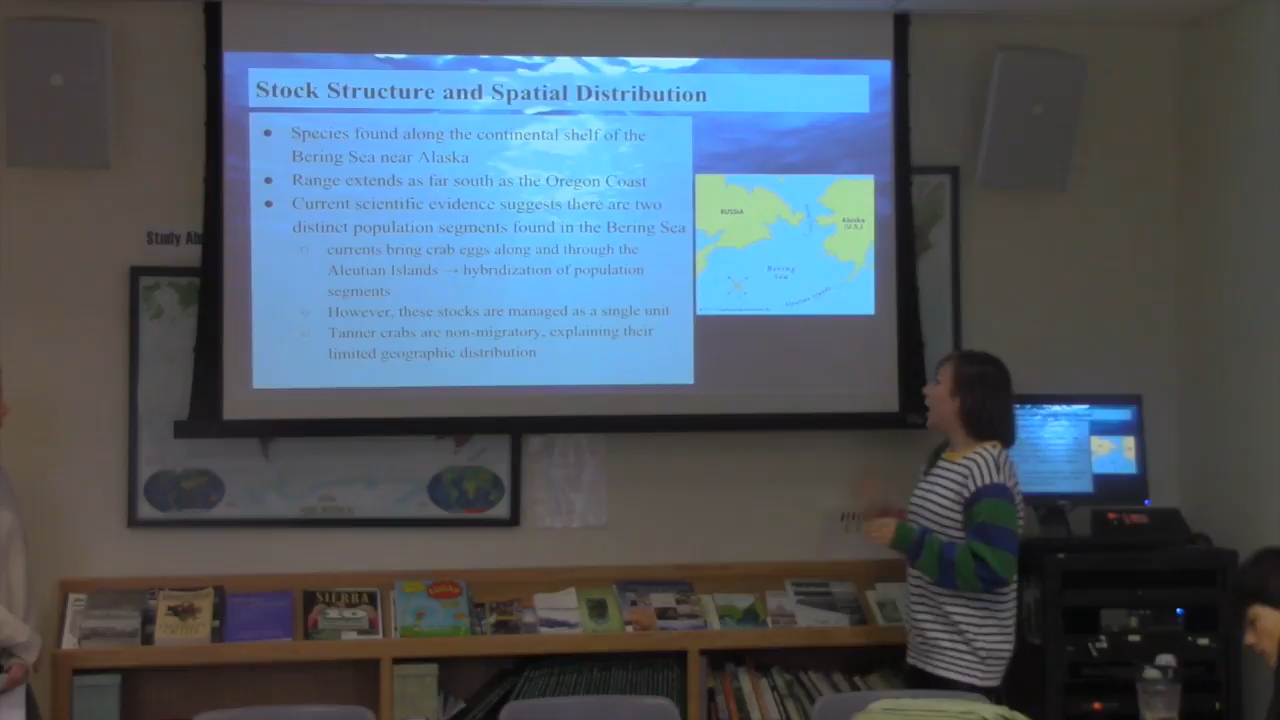 Stock Structure and Spatial Distribution
● Species found along the continental shelf of the
Bering Sea near Alaska
● Range extends as far south as the Oregon Coast
● Current scientific evidence suggests there are two
distinct population segments found in the Bering Sea
○ currents bring crab eggs along and through the
Aleutian Islands → hybridization of population
segments
○ However, these stocks are managed as a single unit
○ Tanner crabs are non-migratory, explaining their
limited geographic distribution
RUSSIA
Alaska
(U.S.)
Bering
Sea
Aleutian Islands
Study
SIERRA